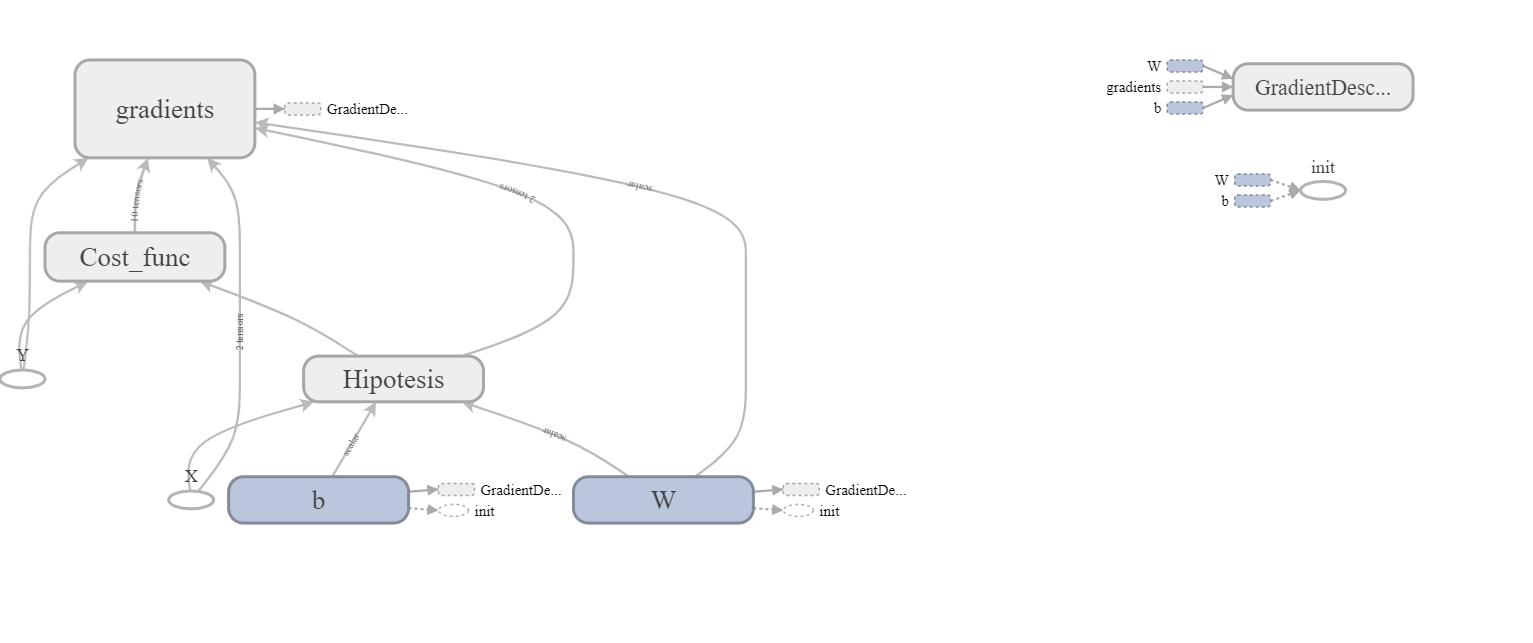 gradients
GradientDe...
10 tensors
2 tensors
scalar
Cost_func
2 tensors
Y
Hipotesis
scalar
scalar
X
b
GradientDe...
init
W
GradientDe...
init
W
gradients
b
GradientDesc...
init
W
b